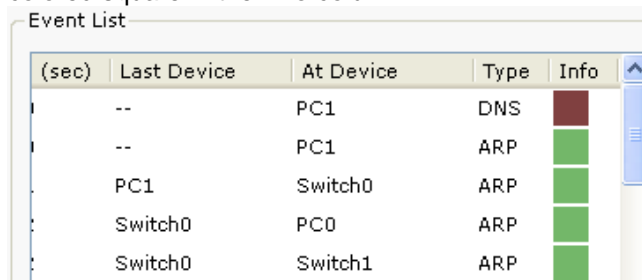 Event List
(sec) Last Device At Device Type Info
-- PC1 DNS
-- PC1 ARP
PC1 Switch0 ARP
Switch0 PC0 ARP
Switch0 Switch1 ARP